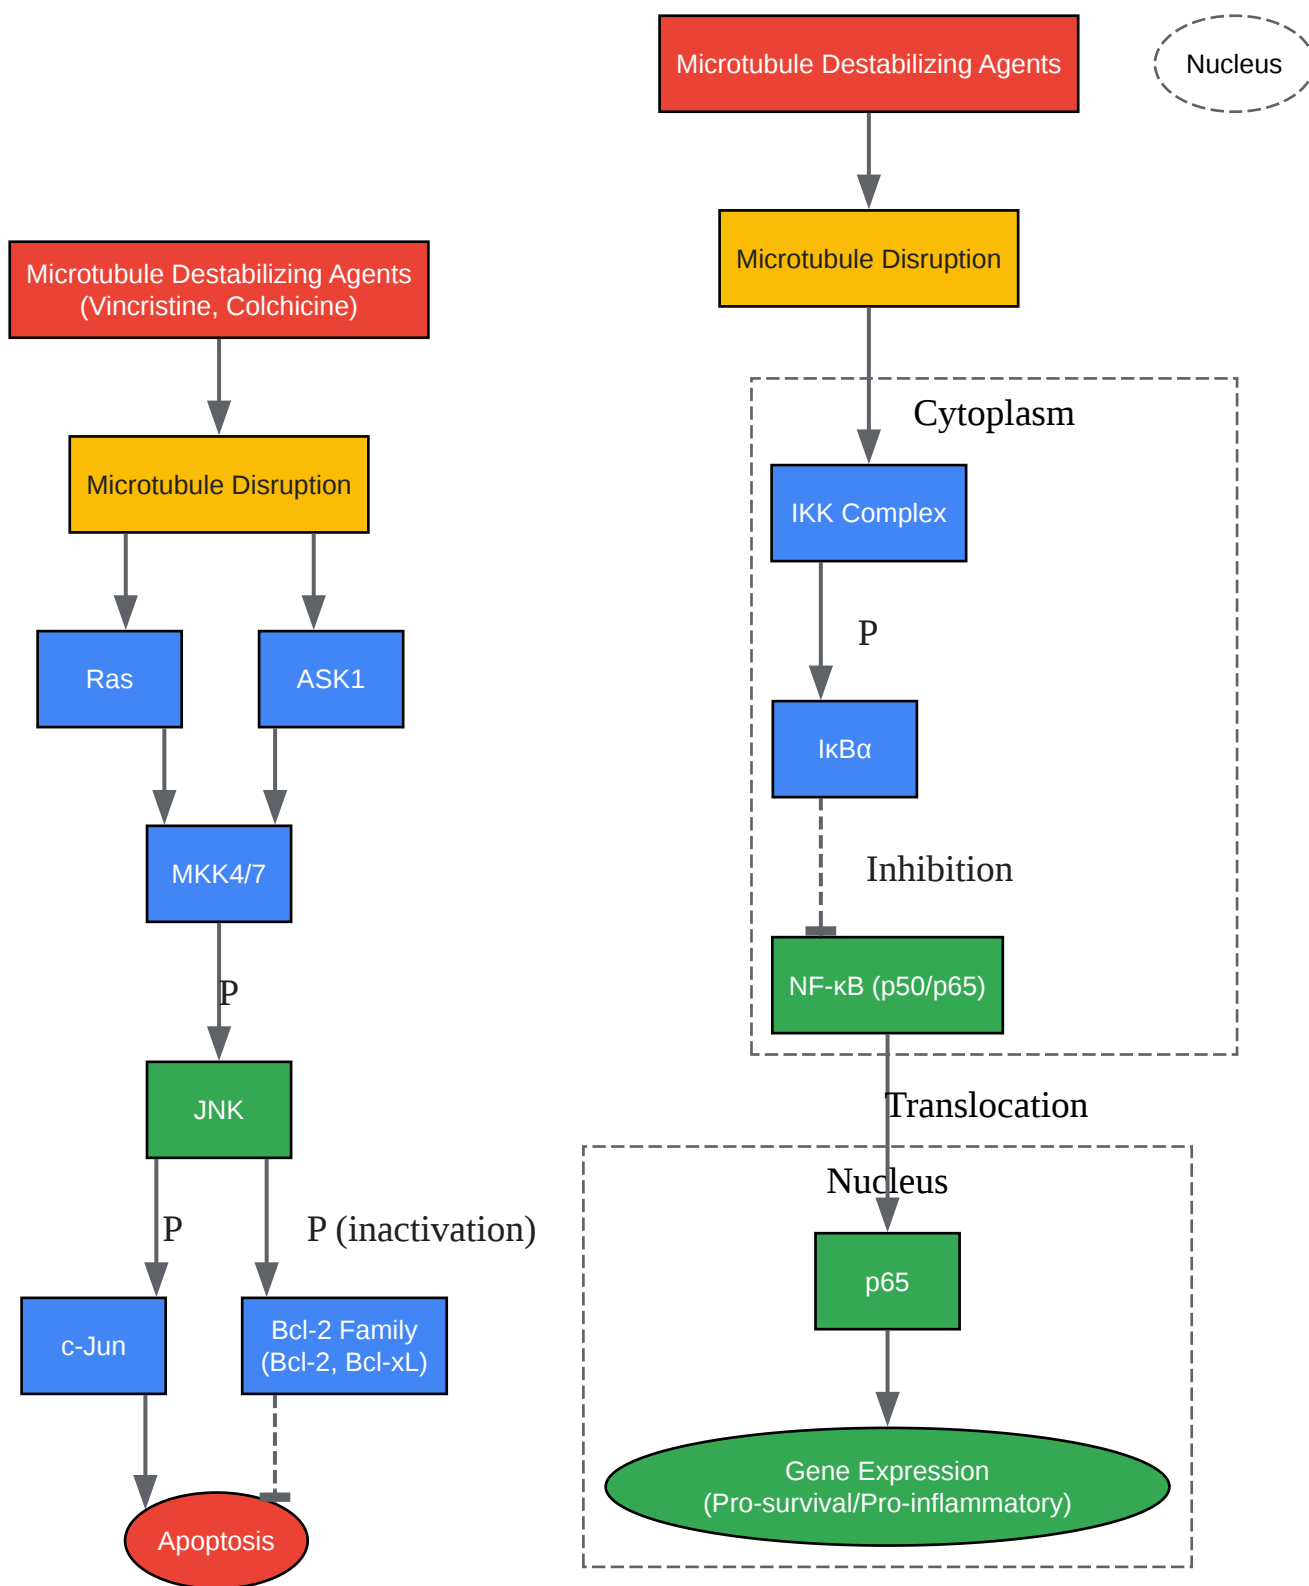 Microtubule Destabilizing Agents
(Vincristine, Colchicine)
Microtubule Disruption
Ras
ASK1
MKK4/7
P
JNK
P
P (inactivation)
c-Jun
Bcl-2 Family
(Bcl-2, Bcl-xL)
Apoptosis
Microtubule Destabilizing Agents
Nucleus
Microtubule Disruption
Cytoplasm
IKK Complex
P
IκBα
Inhibition
NF-κB (p50/p65)
Translocation
Nucleus
p65
Gene Expression
(Pro-survival/Pro-inflammatory)